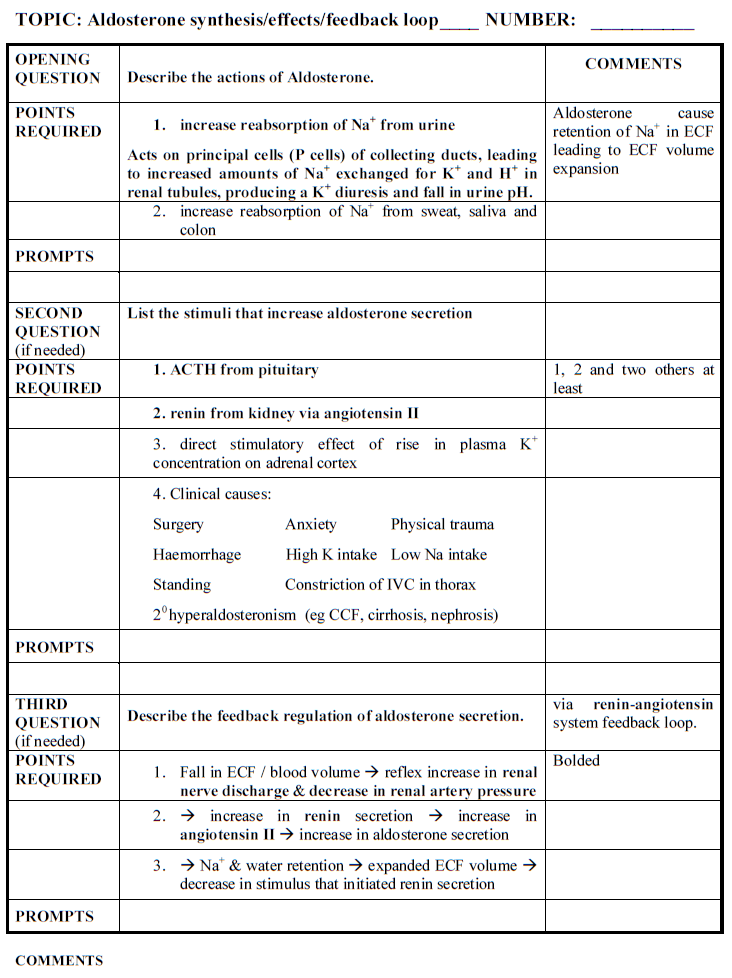 TOPIC: Aldosterone synthesis/effects/feedback loop____ NUMBER: __________
OPENING
QUESTION
Describe the actions of Aldosterone.
COMMENTS
POINTS
REQUIRED
1. increase reabsorption of Na⁺ from urine
Acts on principal cells (P cells) of collecting ducts, leading
to increased amounts of Na⁺ exchanged for K⁺ and H⁺ in
renal tubules, producing a K⁺ diuresis and fall in urine pH.
Aldosterone cause
retention of Na⁺ in ECF
leading to ECF volume
expansion
2. increase reabsorption of Na⁺ from sweat, saliva and
colon
PROMPTS
SECOND
QUESTION
(if needed)
List the stimuli that increase aldosterone secretion
POINTS
REQUIRED
1. ACTH from pituitary
1, 2 and two others at
least
2. renin from kidney via angiotensin II
3. direct stimulatory effect of rise in plasma K⁺
concentration on adrenal cortex
4. Clinical causes:
Surgery Anxiety Physical trauma
Haemorrhage High K intake Low Na intake
Standing Constriction of IVC in thorax
2⁰hyperaldosteronism (eg CCF, cirrhosis, nephrosis)
PROMPTS
THIRD
QUESTION
(if needed)
Describe the feedback regulation of aldosterone secretion.
via renin-angiotensin
system feedback loop.
POINTS
REQUIRED
1. Fall in ECF / blood volume → reflex increase in renal
nerve discharge & decrease in renal artery pressure
Bolded
2. → increase in renin secretion → increase in
angiotensin II → increase in aldosterone secretion
3. → Na⁺ & water retention → expanded ECF volume →
decrease in stimulus that initiated renin secretion
PROMPTS
COMMENTS